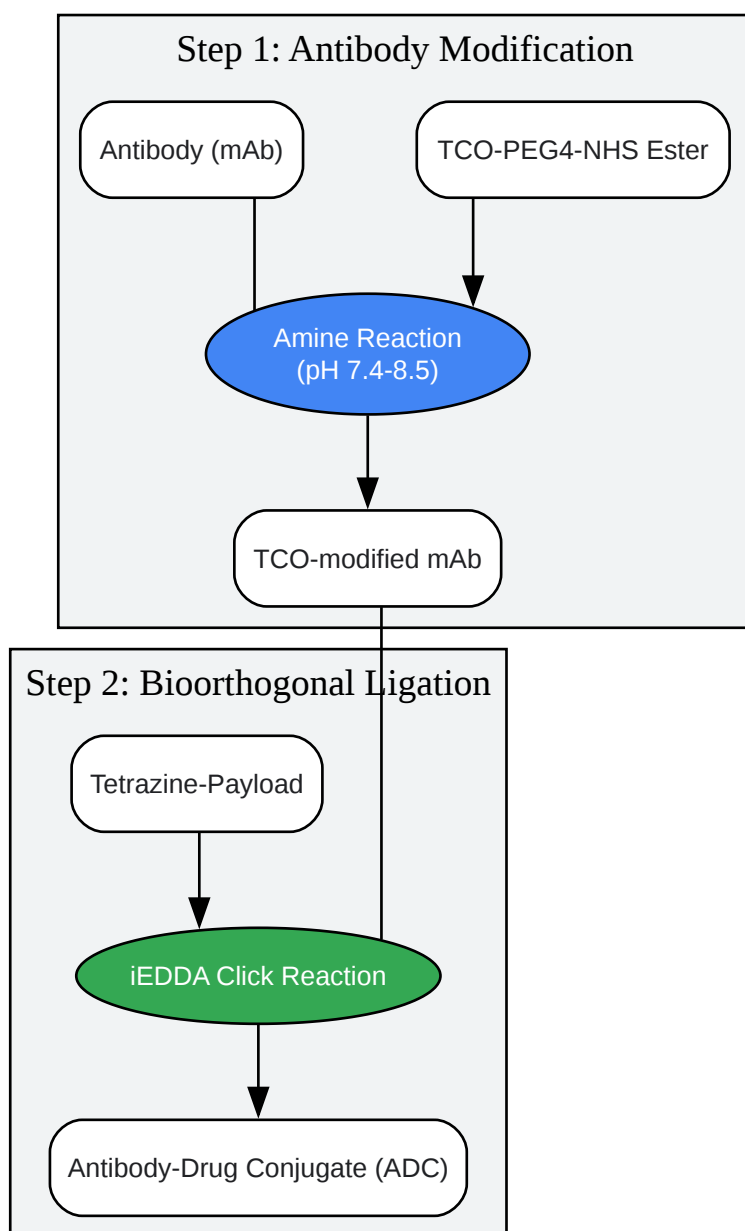 Step 1: Antibody Modification
Antibody (mAb)
TCO-PEG4-NHS Ester
Amine Reaction
(pH 7.4-8.5)
TCO-modified mAb
Step 2: Bioorthogonal Ligation
Tetrazine-Payload
iEDDA Click Reaction
Antibody-Drug Conjugate (ADC)